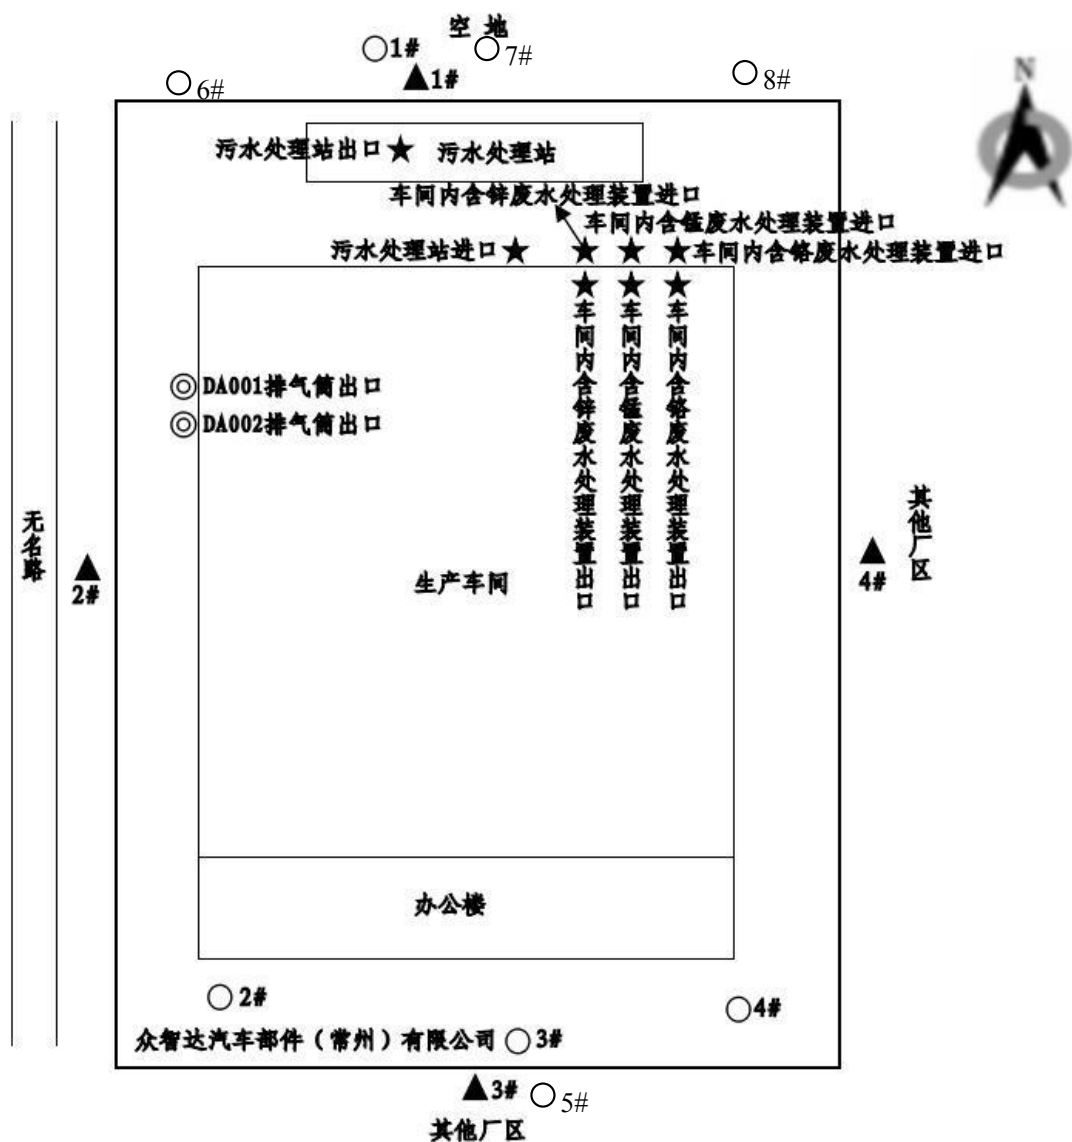 空 地
1#
7#
1#
6#
8#
N
污水处理站出口
污水处理站
车间内含锌废水处理装置进口
车间内含锰废水处理装置进口
污水处理站进口
车间内含铬废水处理装置进口
车间内含锌废水处理装置出口
车间内含锰废水处理装置出口
车间内含铬废水处理装置出口
DA001排气筒出口
DA002排气筒出口
无名路
2#
生产车间
其他厂区
4#
办公楼
2#
4#
众智达汽车部件（常州）有限公司
3#
3#
5#
其他厂区